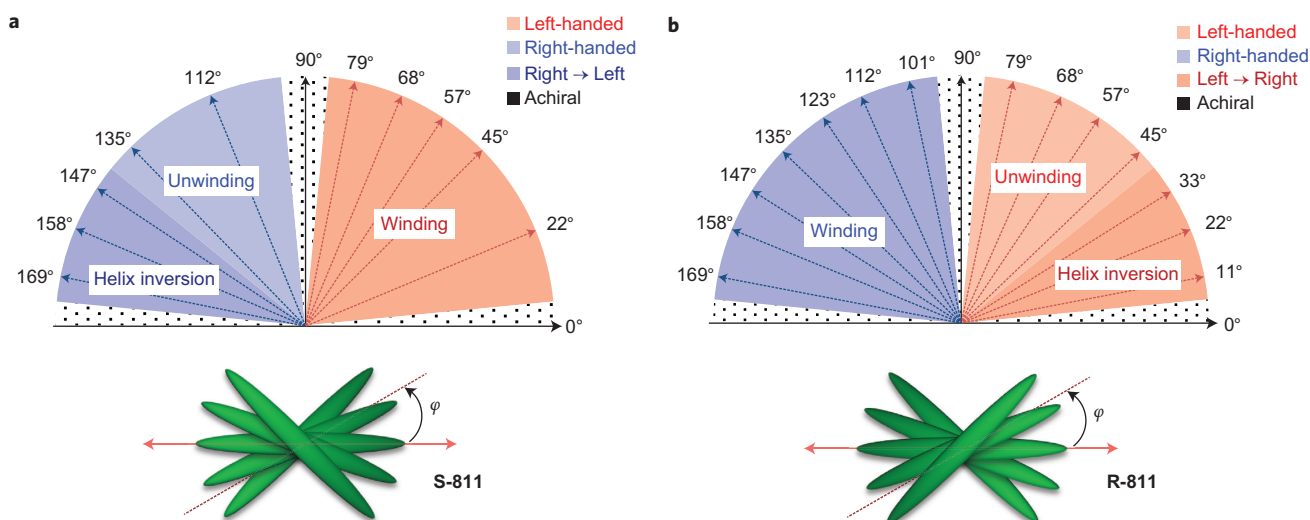 a
Left-handed
Right-handed
Right → Left
Achiral
90°
79°
68°
57°
45°
22°
0°
112°
135°
147°
158°
169°
Unwinding
Winding
Helix inversion
φ
S-811
b
Left-handed
Right-handed
Left → Right
Achiral
90°
79°
68°
57°
45°
33°
22°
11°
0°
101°
112°
123°
135°
147°
158°
169°
Unwinding
Winding
Helix inversion
φ
R-811